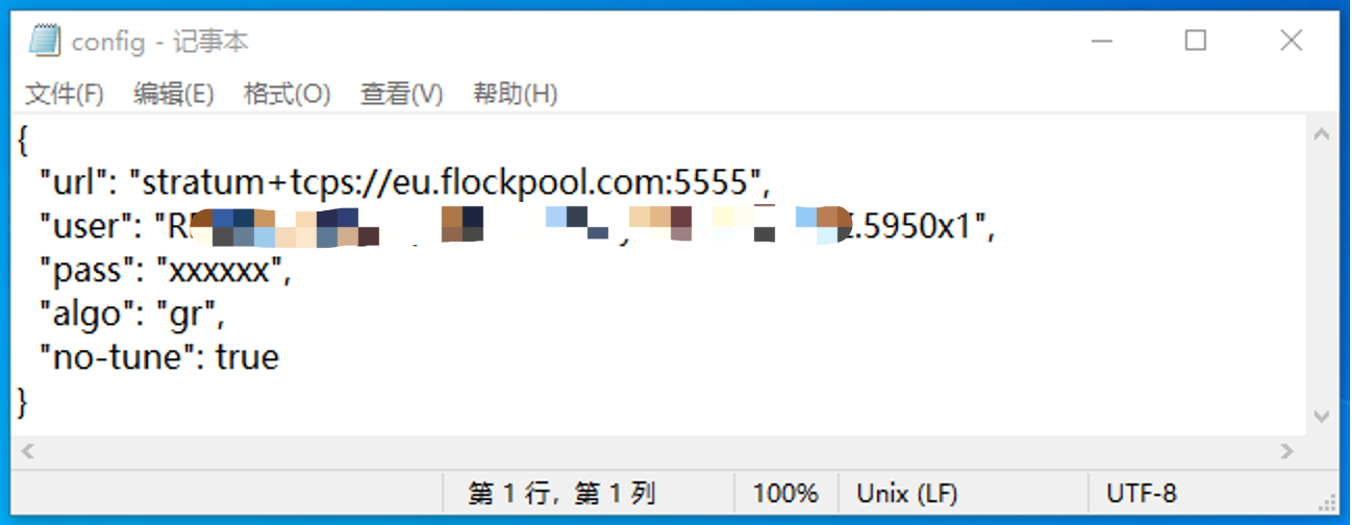 config - 记事本
文件(F) 编辑(E) 格式(O) 查看(V) 帮助(H)
{
"url": "stratum+tcps://eu.flockpool.com:5555",
"user": "R .5950x1",
"pass": "xxxxxx",
"algo": "gr",
"no-tune": true
}
第 1 行，第 1 列 100% Unix (LF) UTF-8